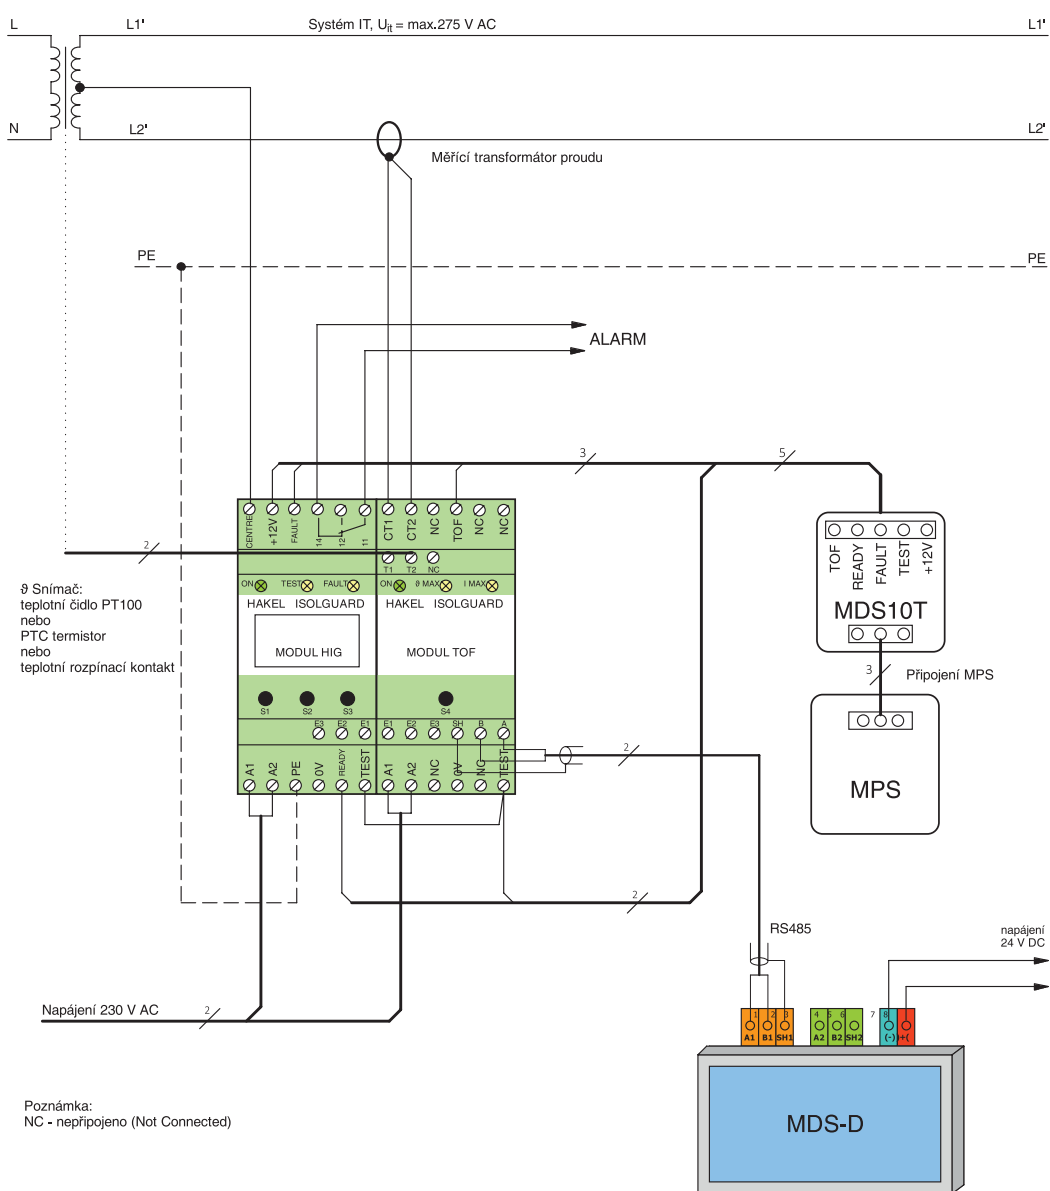 L
L1'
Systém IT, Uit = max.275 V AC
L1'
N
L2'
L2'
Měřící transformátor proudu
PE
PE
ALARM
3
5
CENTRE
+12V
FAULT
14
12
11
CT1
CT2
NC
TOF
NC
NC
2
T1
T2
NC
TOF
READY
FAULT
TEST
+12V
MDS10T
ϑ Snímač:
teplotní čidlo PT100
nebo
PTC termistor
nebo
teplotní rozpínací kontakt
ON
TEST
FAULT
ON
ϑ MAX
I MAX
HAKEL ISOLGUARD
HAKEL ISOLGUARD
MODUL HIG
MODUL TOF
3
Připojení MPS
S1
S2
S3
S4
E3
E2
E1
E1
E2
E3
SH
B
A
2
A1
A2
PE
0V
READY
TEST
A1
A2
NC
0V
NC
TEST
MPS
2
RS485
napájení
24 V DC
Napájení 230 V AC
2
1
2
3
4
5
6
7
8
A1
B1
SH1
A2
B2
SH2
(-)
(+(
MDS-D
Poznámka:
NC - nepřipojeno (Not Connected)